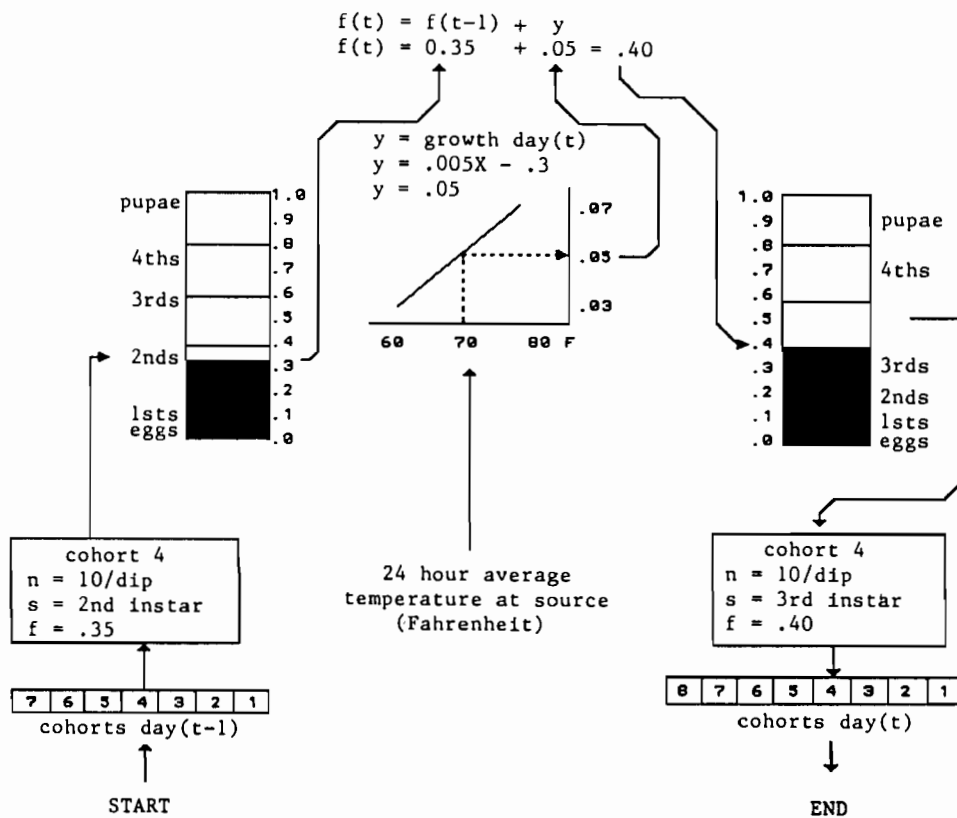 f(t) = f(t-1) + y
f(t) = 0.35 + .05 = .40
y = growth day(t)
y = .005X - .3
y = .05
pupae
4ths
3rds
2nds
1sts
eggs
1.0
.9
.8
.7
.6
.5
.4
.3
.2
.1
.0
.07
.05
.03
60 70 80 F
1.0
.9
.8
.7
.6
.5
.4
.3
.2
.1
.0
pupae
4ths
3rds
2nds
1sts
eggs
cohort 4
n = 10/dip
s = 2nd instar
f = .35
24 hour average
temperature at source
(Fahrenheit)
cohort 4
n = 10/dip
s = 3rd instar
f = .40
7 6 5 4 3 2 1
cohorts day(t-1)
START
8 7 6 5 4 3 2 1
cohorts day(t)
END